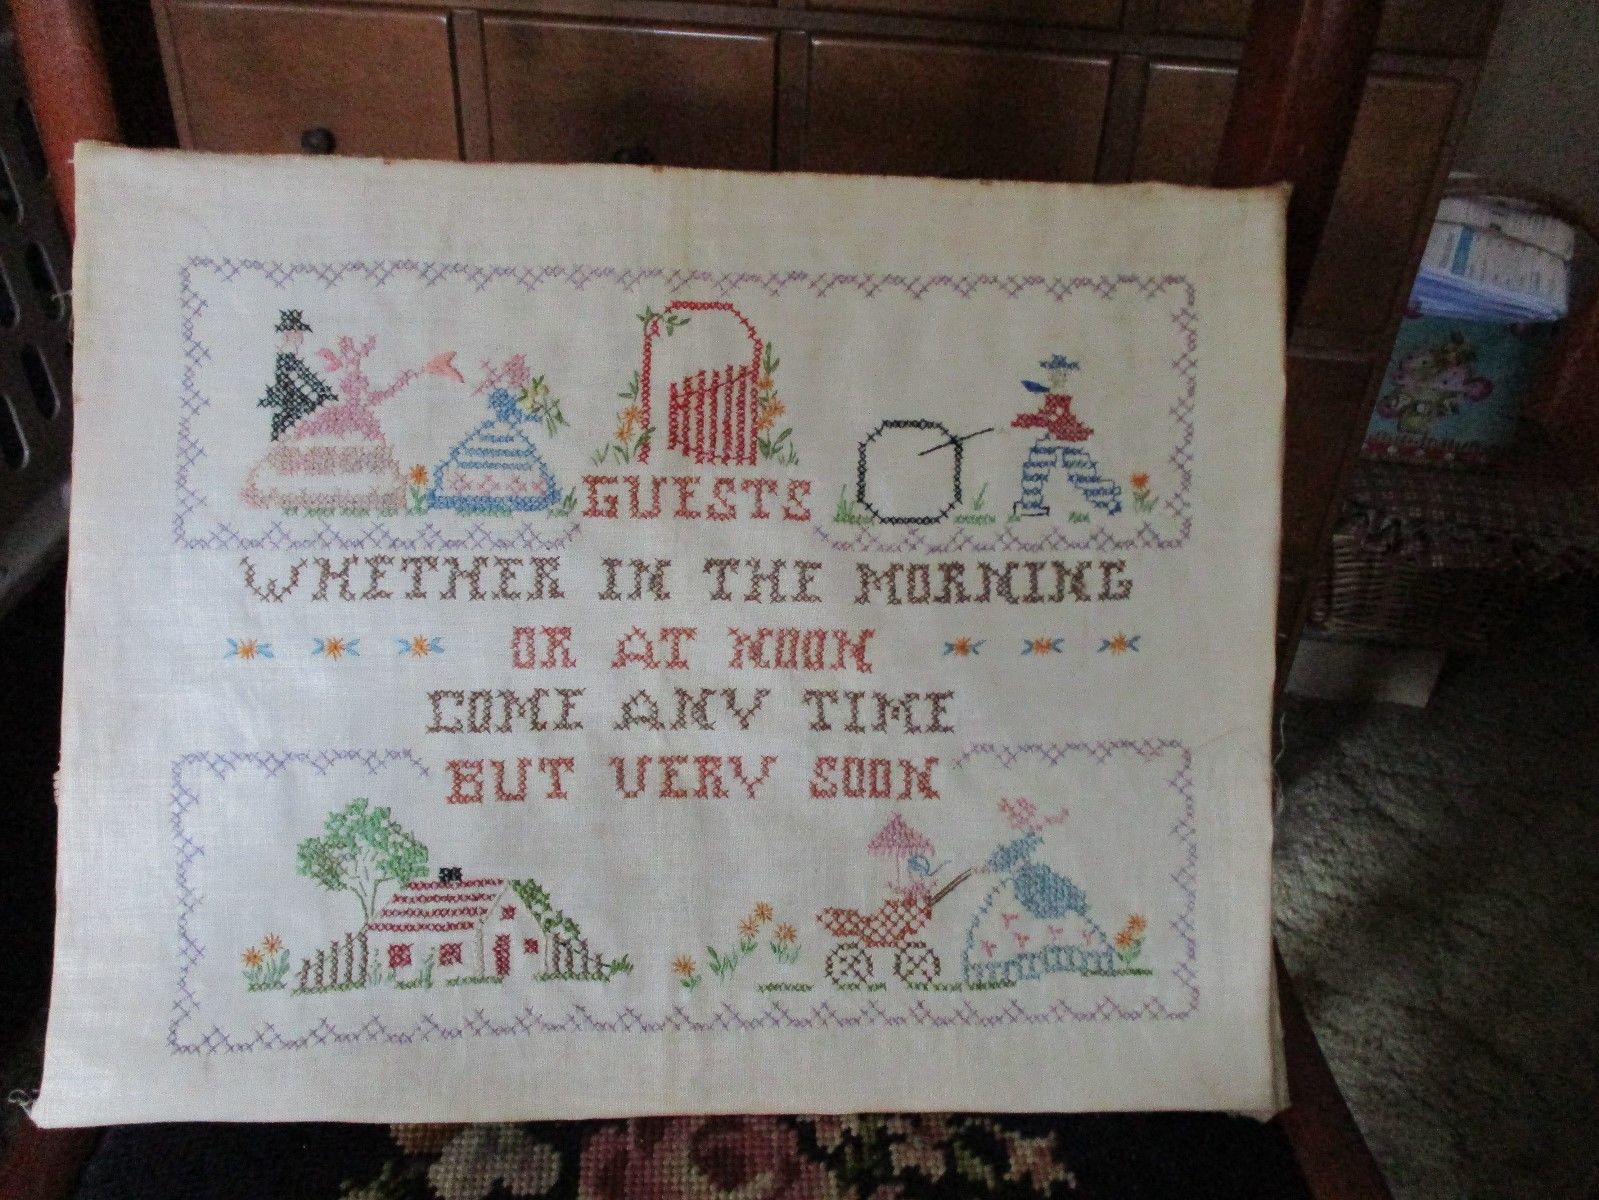 GUESTS
WHETHER IN THE MORNING
OR AT NOON
COME ANY TIME
BUT VERY SOON